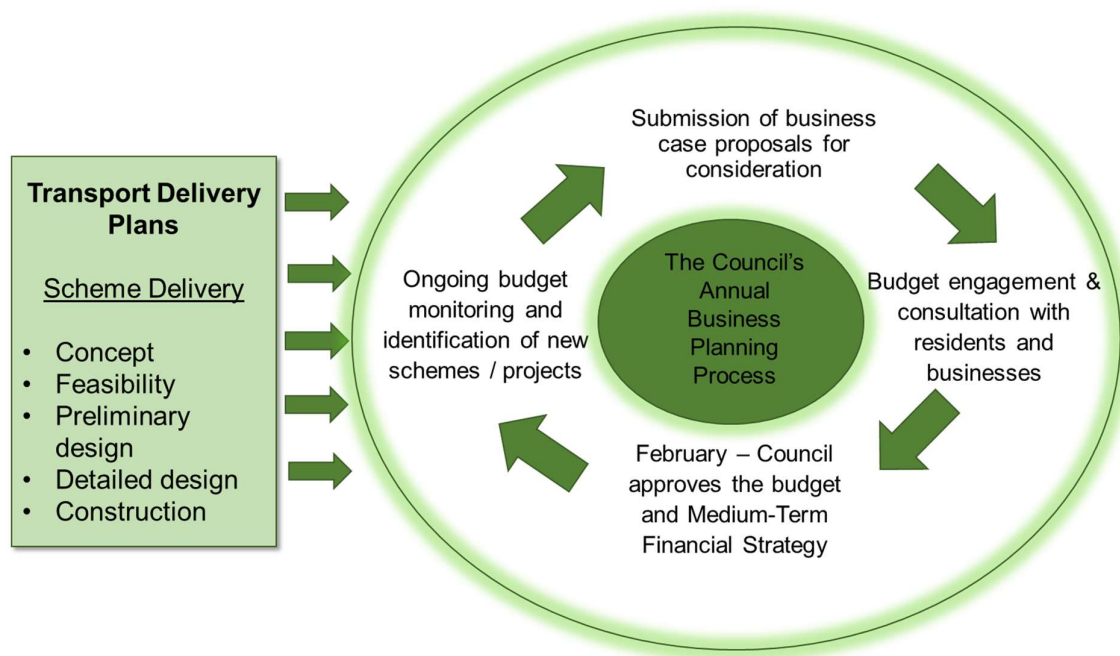 Transport Delivery
Plans
Scheme Delivery
• Concept
• Feasibility
• Preliminary
design
• Detailed design
• Construction
Submission of business
case proposals for
consideration
Budget engagement &
consultation with
residents and
businesses
February – Council
approves the budget
and Medium-Term
Financial Strategy
Ongoing budget
monitoring and
identification of new
schemes / projects
The Council’s
Annual
Business
Planning
Process